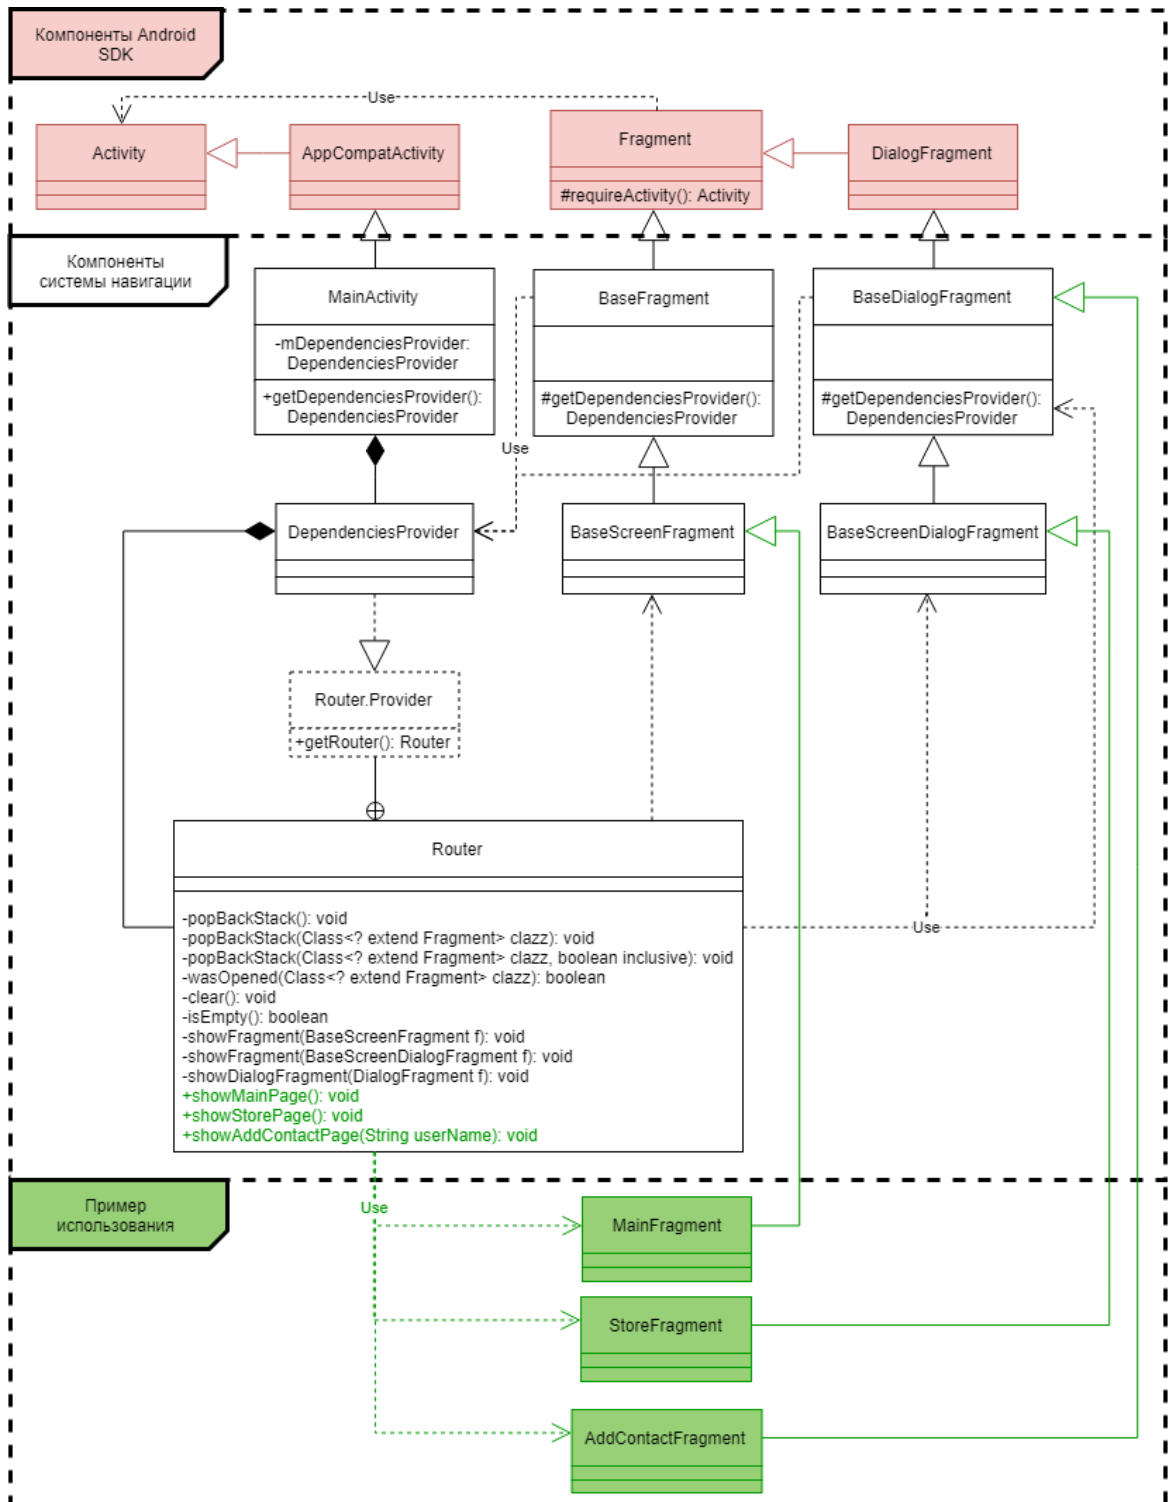 Компоненты Android
SDK
Use
Activity
AppCompatActivity
Fragment
#requireActivity(): Activity
DialogFragment
Компоненты
системы навигации
MainActivity
-mDependenciesProvider:
DependenciesProvider
+getDependenciesProvider():
DependenciesProvider
BaseFragment
#getDependenciesProvider():
DependenciesProvider
BaseDialogFragment
#getDependenciesProvider():
DependenciesProvider
Use
DependenciesProvider
BaseScreenFragment
BaseScreenDialogFragment
Router.Provider
+getRouter(): Router
Router
-popBackStack(): void
-popBackStack(Class<? extend Fragment> clazz): void
-popBackStack(Class<? extend Fragment> clazz, boolean inclusive): void
-wasOpened(Class<? extend Fragment> clazz): boolean
-clear(): void
-isEmpty(): boolean
-showFragment(BaseScreenFragment f): void
-showFragment(BaseScreenDialogFragment f): void
-showDialogFragment(DialogFragment f): void
+showMainPage(): void
+showStorePage(): void
+showAddContactPage(String userName): void
Use
Пример
использования
Use
MainFragment
StoreFragment
AddContactFragment